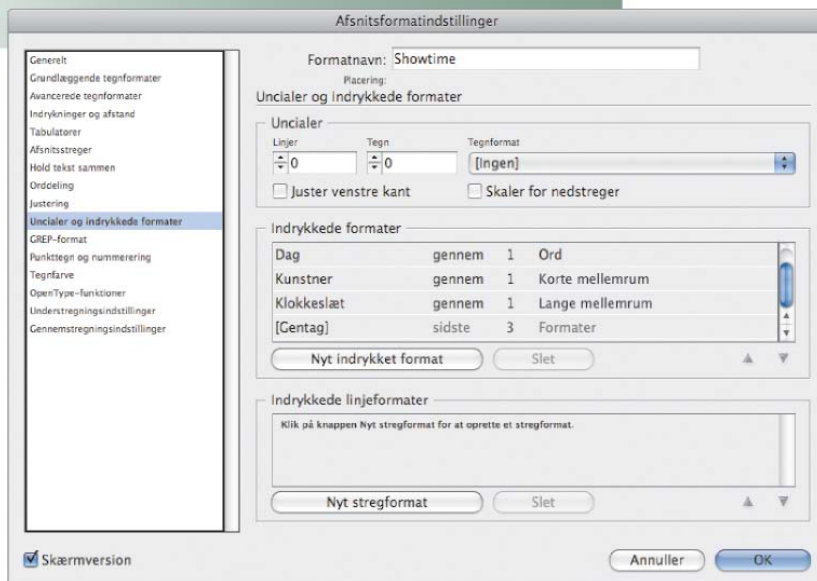 Afsnitsformatindstillinger
Generelt
Grundlæggende tegnformater
Avancerede tegnformater
Indrykninger og afstand
Tabulatorer
Afsnitsstreger
Hold tekst sammen
Orddeling
Justering
Uncialer og indrykkede formater
GREP-format
Punkttegn og nummerering
Tegnfarve
OpenType-funktioner
Understregningsindstillinger
Gennemstregningsindstillinger
Formatnavn: Showtime
Placering:
Uncialer og indrykkede formater
Uncialer
Linjer Tegn Tegnformat
0 0 [Ingen]
Juster venstre kant Skaler for nedstreger
Indrykkede formater
Dag gennem 1 Ord
Kunstner gennem 1 Korte mellemrum
Klokkeslæt gennem 1 Lange mellemrum
[Gentag] sidste 3 Formater
Nyt indrykket format Slet
Indrykkede linjeformater
Klik på knappen Nyt stregformat for at oprette et stregformat.
Nyt stregformat Slet
Skærmversion Annuller OK